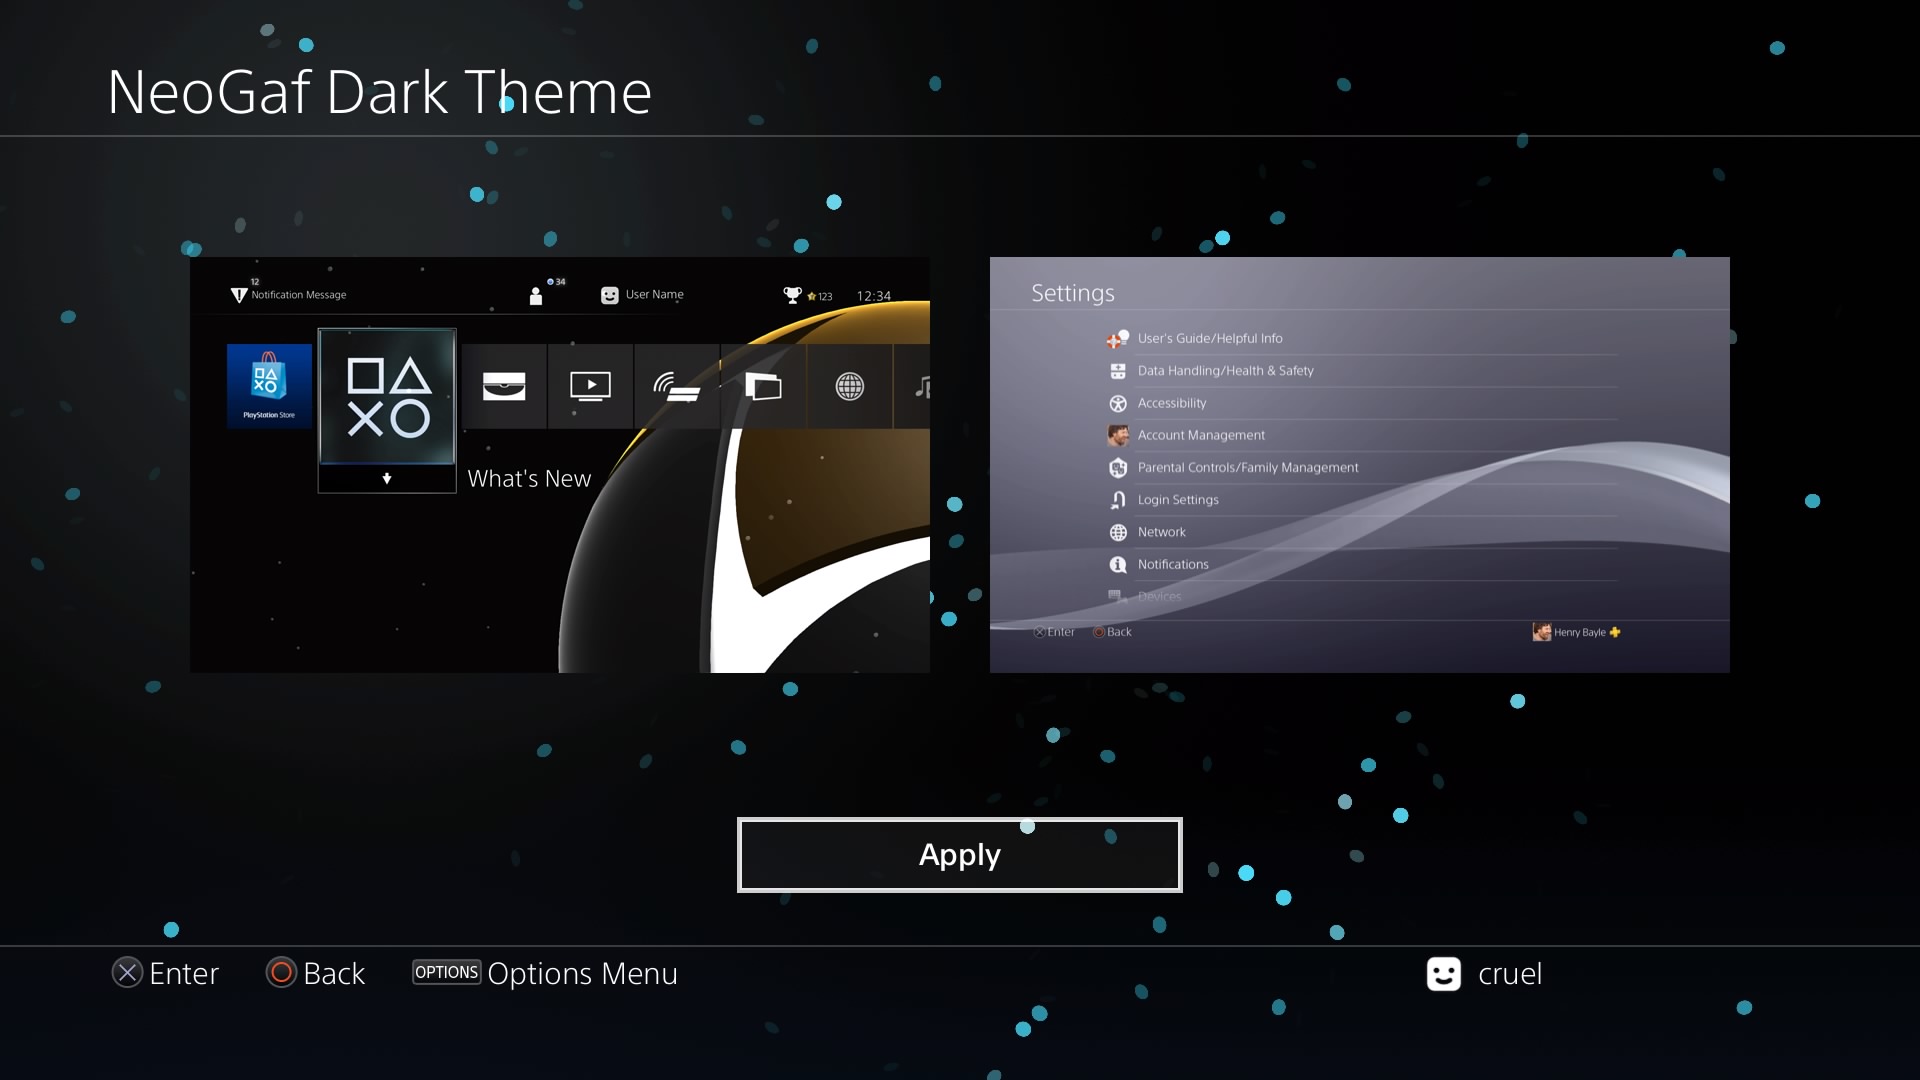 NeoGaf Dark Theme
12
Notification Message
34
User Name
123
12:34
PlayStation Store
What's New
Settings
User's Guide/Helpful Info
Data Handling/Health & Safety
Accessibility
Account Management
Parental Controls/Family Management
Login Settings
Network
Notifications
Devices
Enter Back
Henry Bayle
Apply
Enter Back OPTIONS Options Menu
cruel